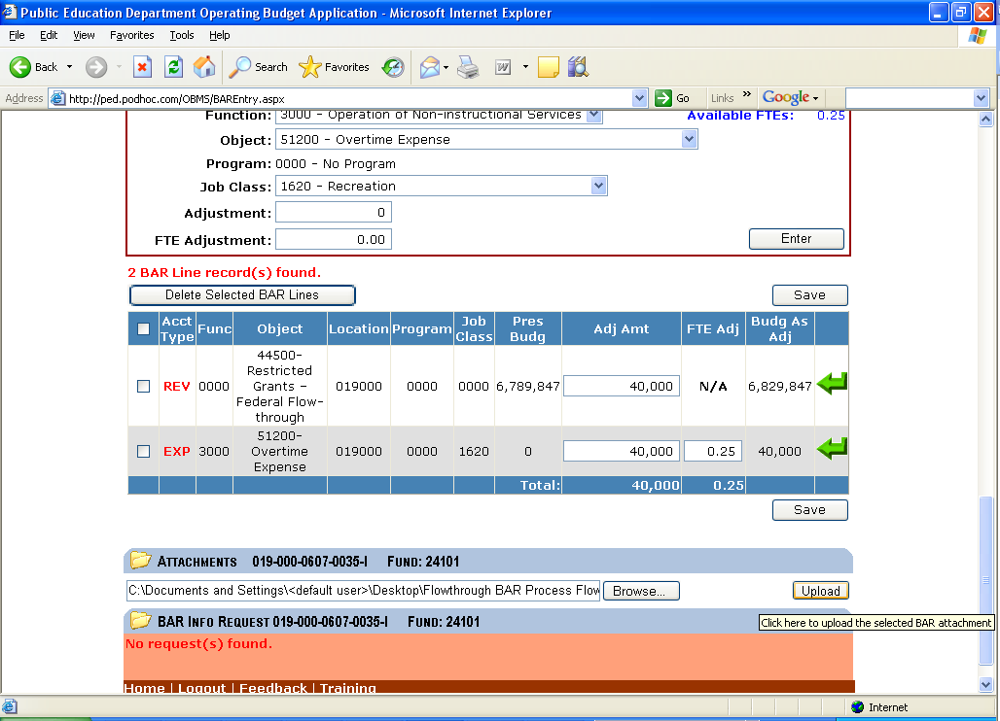 Public Education Department Operating Budget Application - Microsoft Internet Explorer
File Edit View Favorites Tools Help
Back Search Favorites W
Address http://ped.podhoc.com/OBMS/BAREntry.aspx Go Links » Google
Function: 3000 - Operation of Non-instructional Services Available FTEs: 0.25
Object: 51200 - Overtime Expense
Program: 0000 - No Program
Job Class: 1620 - Recreation
Adjustment: 0
FTE Adjustment: 0.00 Enter
2 BAR Line record(s) found.
Delete Selected BAR Lines Save
Acct Type Func Object Location Program Job Class Pres Budg Adj Amt FTE Adj Budg As Adj
REV 0000 44500-Restricted Grants - Federal Flow-through 019000 0000 0000 6,789,847 40,000 N/A 6,829,847
EXP 3000 51200-Overtime Expense 019000 0000 1620 0 40,000 0.25 40,000
Total: 40,000 0.25
Save
Attachments 019-000-0607-0035-I Fund: 24101
C:\Documents and Settings\<default user>\Desktop\Flowthrough BAR Process Flow Browse... Upload
BAR Info Request 019-000-0607-0035-I Fund: 24101
Click here to upload the selected BAR attachment
No request(s) found.
Home | Logout | Feedback | Training
Internet